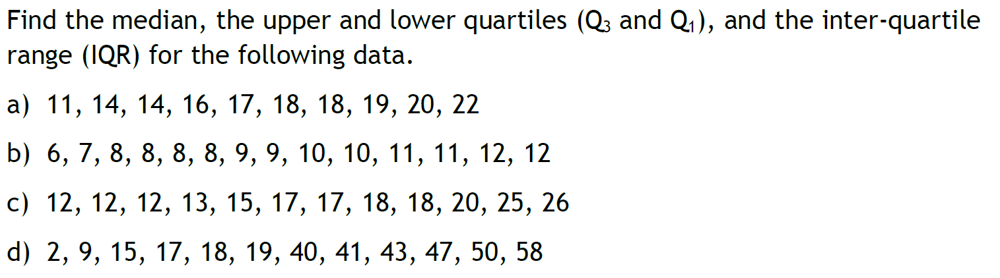 Find the median, the upper and lower quartiles (Q₃ and Q₁), and the inter-quartile
range (IQR) for the following data.
a) 11, 14, 14, 16, 17, 18, 18, 19, 20, 22
b) 6, 7, 8, 8, 8, 8, 9, 9, 10, 10, 11, 11, 12, 12
c) 12, 12, 12, 13, 15, 17, 17, 18, 18, 20, 25, 26
d) 2, 9, 15, 17, 18, 19, 40, 41, 43, 47, 50, 58